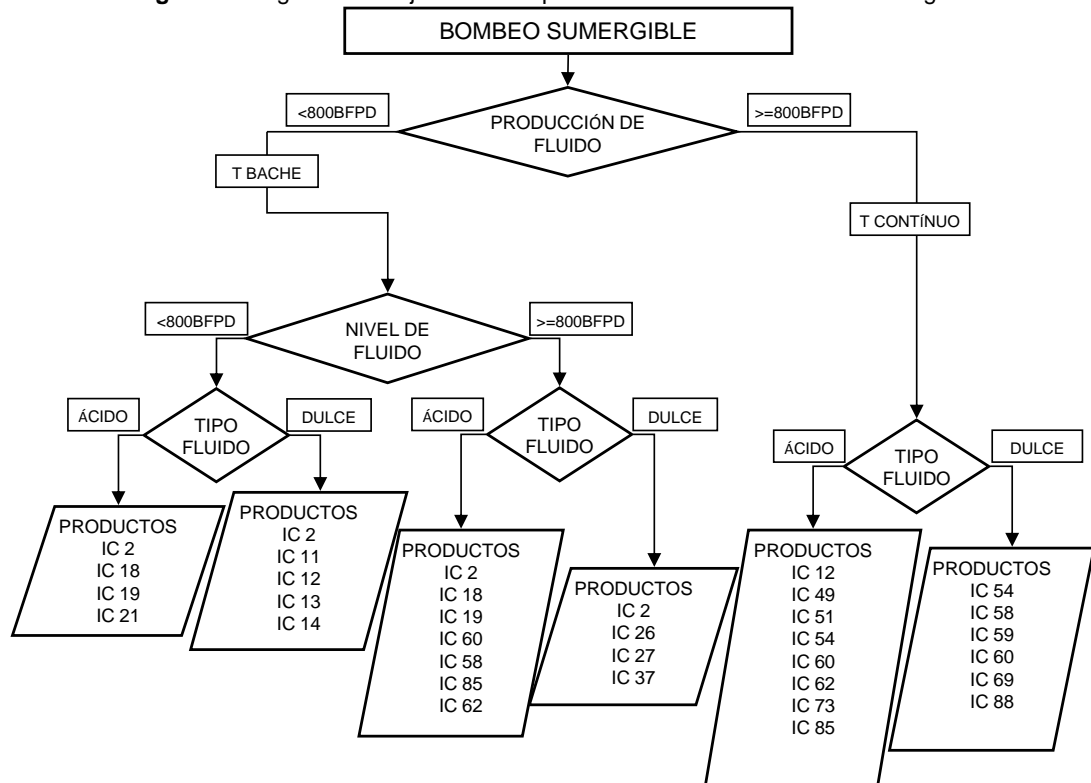 BOMBEO SUMERGIBLE
<800BFPD
>=800BFPD
PRODUCCIÓN DE
FLUIDO
T BACHE
T CONTÍNUO
<800BFPD
>=800BFPD
NIVEL DE
FLUIDO
ÁCIDO
TIPO
FLUIDO
DULCE
ÁCIDO
TIPO
FLUIDO
DULCE
ÁCIDO
TIPO
FLUIDO
DULCE
PRODUCTOS
IC 2
IC 18
IC 19
IC 21
PRODUCTOS
IC 2
IC 11
IC 12
IC 13
IC 14
PRODUCTOS
IC 2
IC 18
IC 19
IC 60
IC 58
IC 85
IC 62
PRODUCTOS
IC 2
IC 26
IC 27
IC 37
PRODUCTOS
IC 12
IC 49
IC 51
IC 54
IC 60
IC 62
IC 73
IC 85
PRODUCTOS
IC 54
IC 58
IC 59
IC 60
IC 69
IC 88